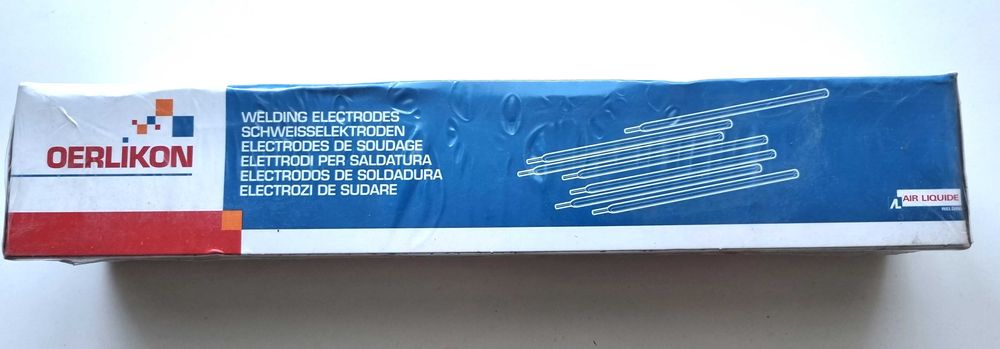 OERLIKON
WELDING ELECTRODES
SCHWEISSELEKTRODEN
ELECTRODES DE SOUDAGE
ELETTRODI PER SALDATURA
ELECTRODOS DE SOLDADURA
ELECTROZI DE SUDARE
AIR LIQUIDE